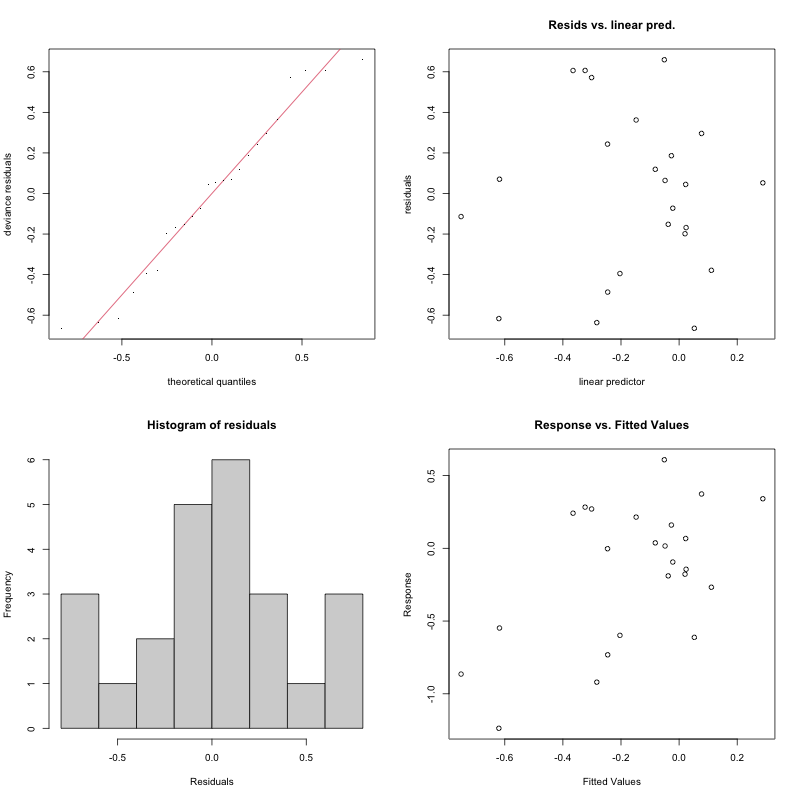 deviance residuals
0.6
0.4
0.2
0.0
-0.2
-0.4
-0.6
-0.5 0.0 0.5
theoretical quantiles
Resids vs. linear pred.
residuals
0.6
0.4
0.2
0.0
-0.2
-0.4
-0.6
-0.6 -0.4 -0.2 0.0 0.2
linear predictor
Histogram of residuals
Frequency
6
5
4
3
2
1
0
-0.5 0.0 0.5
Residuals
Response vs. Fitted Values
Response
0.5
0.0
-0.5
-1.0
-0.6 -0.4 -0.2 0.0 0.2
Fitted Values